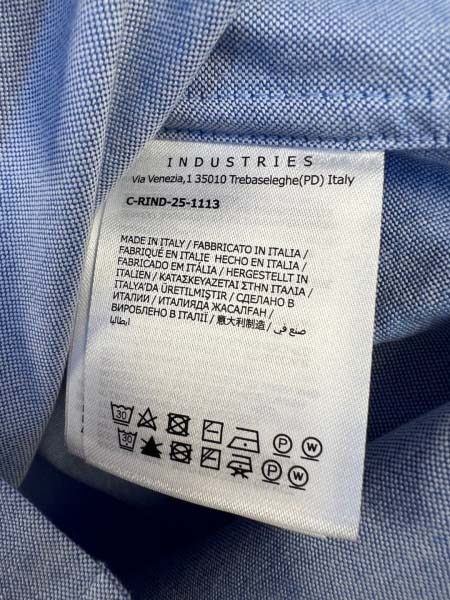 INDUSTRIES
Via Venezia,1 35010 Trebaseleghe(PD) Italy
C-RIND-25-1113
MADE IN ITALY / FABBRICATO IN ITALIA /
FABRIQUÉ EN ITALIE HECHO EN ITALIA /
FABRICADO EM ITÁLIA / HERGESTELLT IN
ITALIEN / ΚΑΤΑΣΚΕΥΑΖΕΤΑΙ ΣΤΗΝ ΙΤΑΛΙΑ /
ITALYA'DA ÜRETILMIŞTIR / СДЕЛАНО В
ИТАЛИИ / ИТАЛИЯДА ЖАСАЛҒАН /
ВИРОБЛЕНО В ІТАЛІЇ / 意大利制造 / صنع في
ايطاليا
30 P W
30 P W